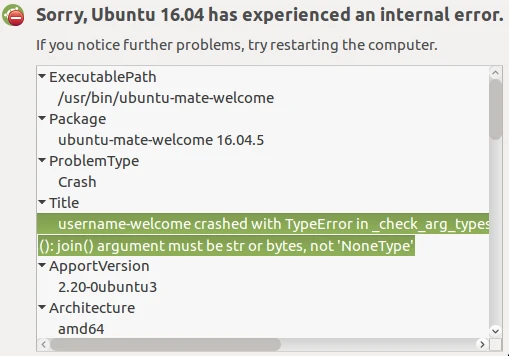 Sorry, Ubuntu 16.04 has experienced an internal error.
If you notice further problems, try restarting the computer.
ExecutablePath
/usr/bin/ubuntu-mate-welcome
Package
ubuntu-mate-welcome 16.04.5
ProblemType
Crash
Title
username-welcome crashed with TypeError in _check_arg_types
(): join() argument must be str or bytes, not 'NoneType'
ApportVersion
2.20-0ubuntu3
Architecture
amd64